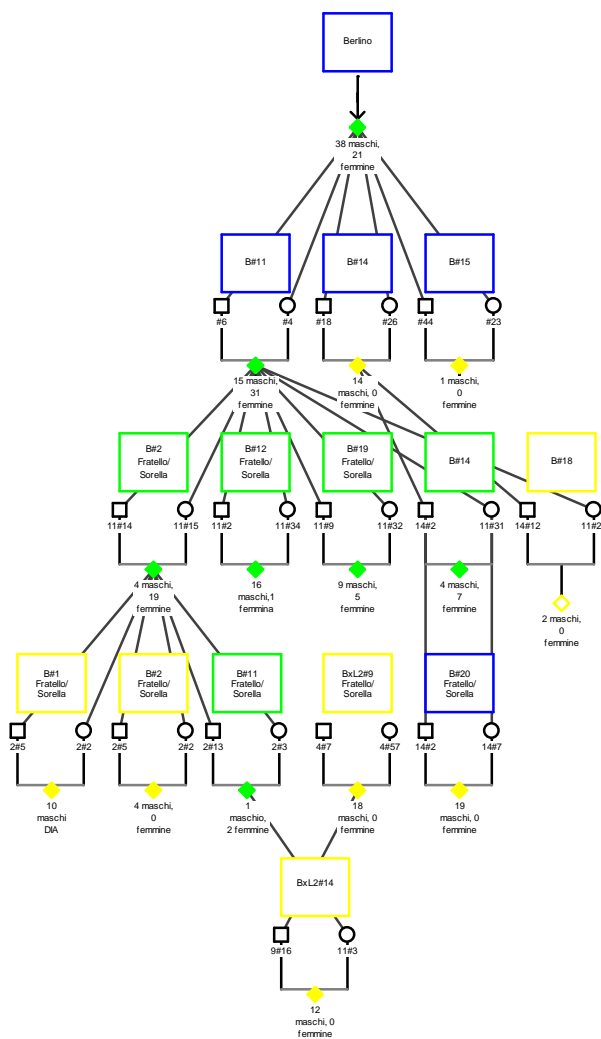 Berlino
38 maschi,
21
femmine
B#11
B#14
B#15
#6
#4
#18
#26
#44
#23
15 maschi,
31
femmine
14
maschi, 0
femmine
1 maschi,
0
femmine
B#2
Fratello/
Sorella
B#12
Fratello/
Sorella
B#19
Fratello/
Sorella
B#14
B#18
11#14
11#15
11#2
11#34
11#9
11#32
14#2
11#31
14#12
11#2
4 maschi,
19
femmine
16
maschi,1
femmina
9 maschi,
5
femmine
4 maschi,
7
femmine
2 maschi,
0
femmine
B#1
Fratello/
Sorella
B#2
Fratello/
Sorella
B#11
Fratello/
Sorella
BxL2#9
Fratello/
Sorella
B#20
Fratello/
Sorella
2#5
2#2
2#5
2#2
2#13
2#3
4#7
4#57
14#2
14#7
10
maschi
DIA
4 maschi,
0
femmine
1
maschio,
2 femmine
18
maschi, 0
femmine
19
maschi, 0
femmine
BxL2#14
9#16
11#3
12
maschi, 0
femmine